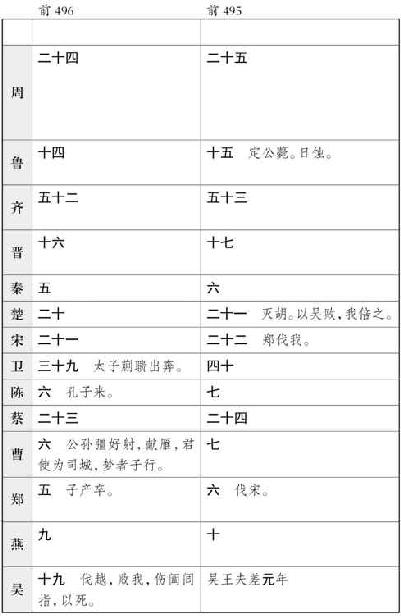 前496 前495
周 二十四 二十五
鲁 十四 十五 定公薨。日蚀。
齐 五十二 五十三
晋 十六 十七
秦 五 六
楚 二十 二十一 灭胡。以吴败，我倍之。
宋 二十一 二十二 郑伐我。
卫 三十九 太子蒯聩出奔。 四十
陈 六 孔子来。 七
蔡 二十三 二十四
曹 六 公孙彊好射，献雁，君 七
使为司城，梦者子行。
郑 五 子产卒。 六 伐宋。
燕 九 十
吴 十九 伐越，败我，伤阖闾 吴王夫差元年
指，以死。